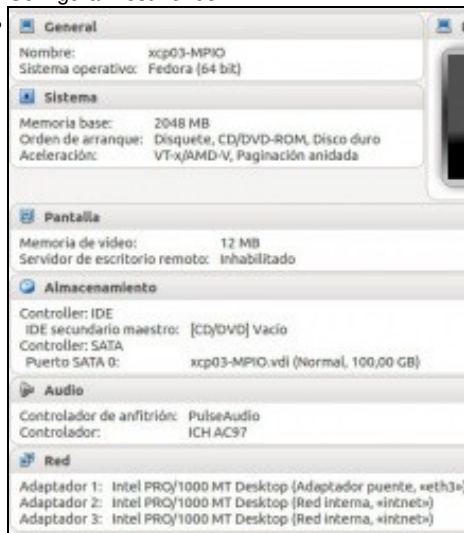 General
Nombre: xcp03-MPIO
Sistema operativo: Fedora (64 bit)
Sistema
Memoria base: 2048 MB
Orden de arranque: Disquete, CD/DVD-ROM, Disco duro
Aceleración: VT-x/AMD-V, Paginación anidada
Pantalla
Memoria de vídeo: 12 MB
Servidor de escritorio remoto: Inhabilitado
Almacenamiento
Controller: IDE
IDE secundario maestro: [CD/DVD] Vacío
Controller: SATA
Puerto SATA 0: xcp03-MPIO.vdi (Normal, 100,00 GB)
Audio
Controlador de anfitrión: PulseAudio
Controlador: ICH AC97
Red
Adaptador 1: Intel PRO/1000 MT Desktop (Adaptador puente, «eth3»)
Adaptador 2: Intel PRO/1000 MT Desktop (Red interna, «intnet»)
Adaptador 3: Intel PRO/1000 MT Desktop (Red interna, «intnet»)